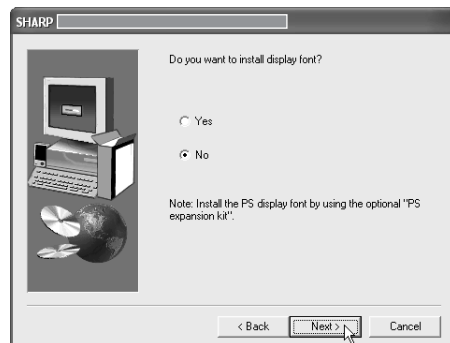 SHARP
Do you want to install display font?
Yes
No
Note: Install the PS display font by using the optional "PS
expansion kit".
< Back
Next >
Cancel